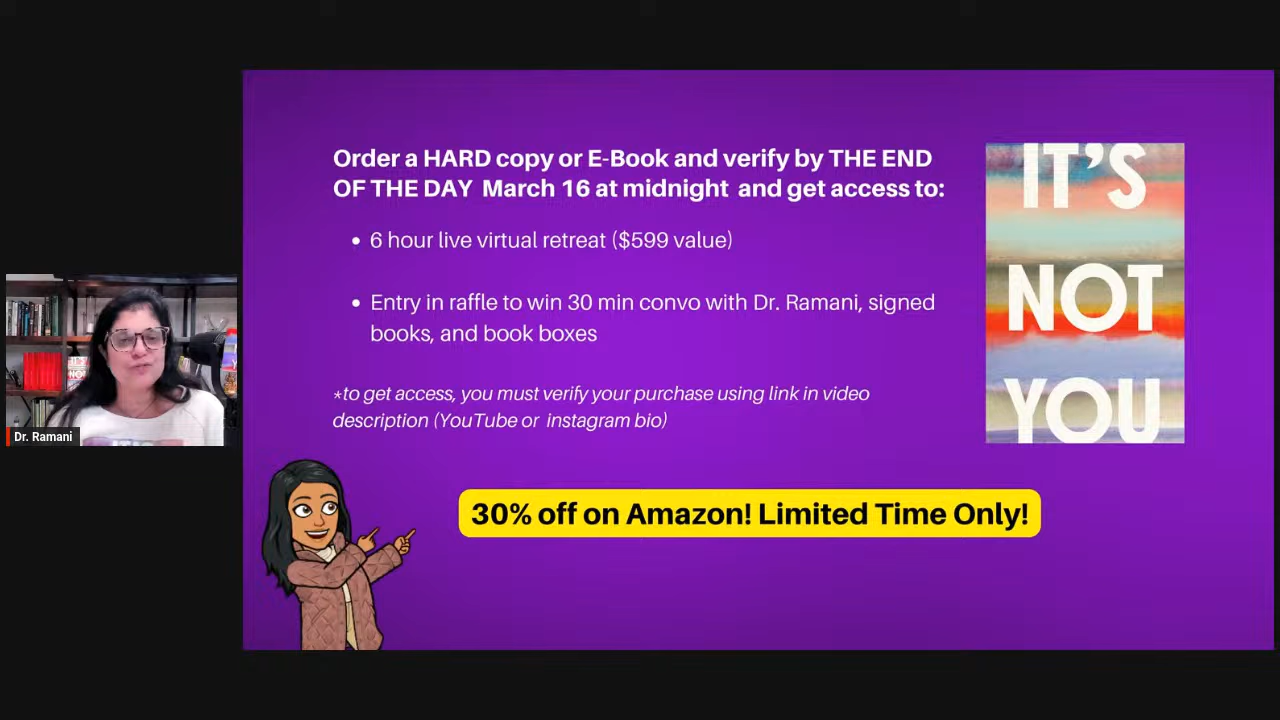 Order a HARD copy or E-Book and verify by THE END
OF THE DAY March 16 at midnight and get access to:
• 6 hour live virtual retreat ($599 value)
• Entry in raffle to win 30 min convo with Dr. Ramani, signed
books, and book boxes
*to get access, you must verify your purchase using link in video
description (YouTube or instagram bio)
30% off on Amazon! Limited Time Only!
IT'S
NOT
YOU
Dr. Ramani